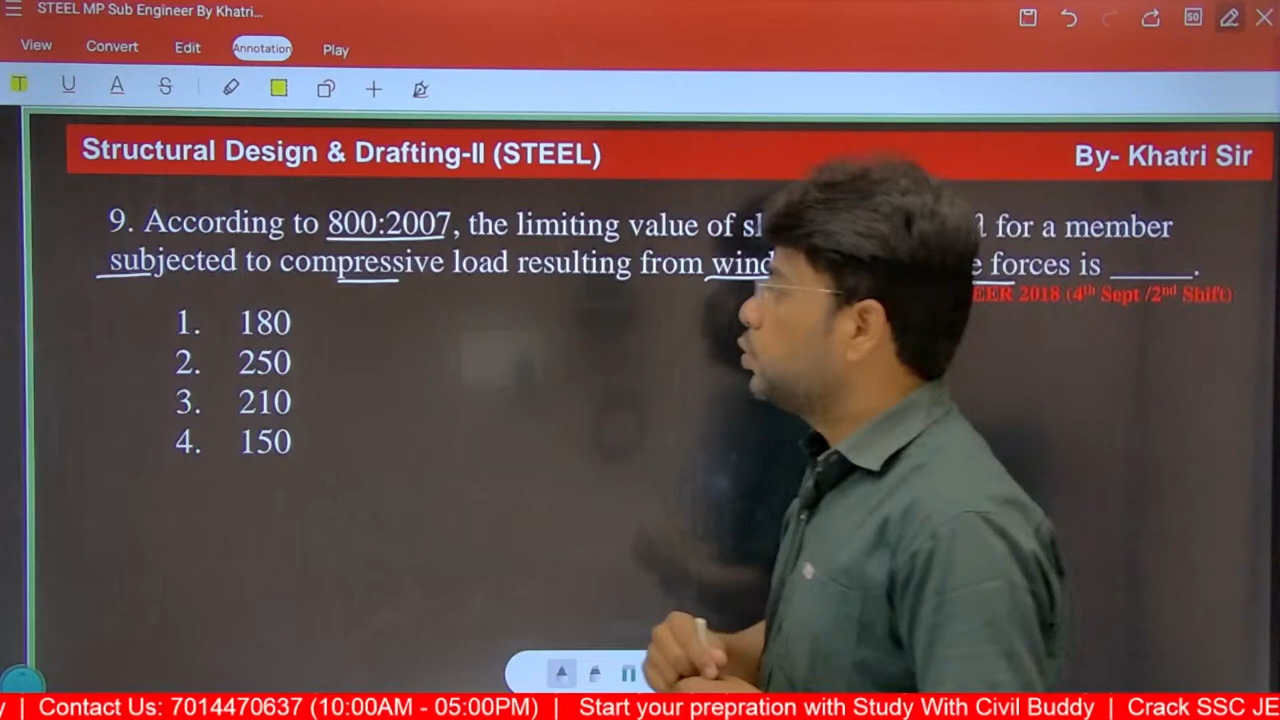 STEEL MP Sub Engineer By Khatri...
50
View Convert Edit Annotation Play
T U A S
Structural Design & Drafting-II (STEEL) By- Khatri Sir
9. According to 800:2007, the limiting value of for a member
subjected to compressive load resulting from wind forces is ______.
2018 (4th Sept /2nd Shift)
1. 180
2. 250
3. 210
4. 150
| Contact Us: 7014470637 (10:00AM - 05:00PM) | Start your prepration with Study With Civil Buddy | Crack SSC JE